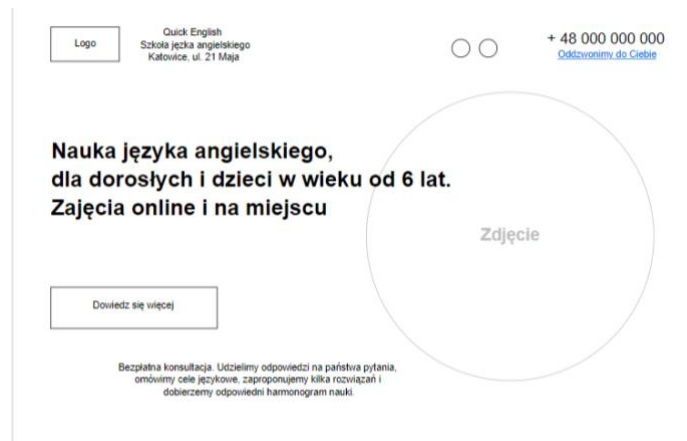 Logo
Quick English
Szkoła jężka angielskiego
Katowice, ul. 21 Maja
+ 48 000 000 000
Oddzwonimy do Ciebie
Nauka języka angielskiego,
dla dorosłych i dzieci w wieku od 6 lat.
Zajęcia online i na miejscu
Zdjęcie
Dowiedz się więcej
Bezpłatna konsultacja. Udzielimy odpowiedzi na państwa pytania,
omówimy cele językowe, zaproponujemy kilka rozwiązań i
dobierzemy odpowiedni harmonogram nauki.